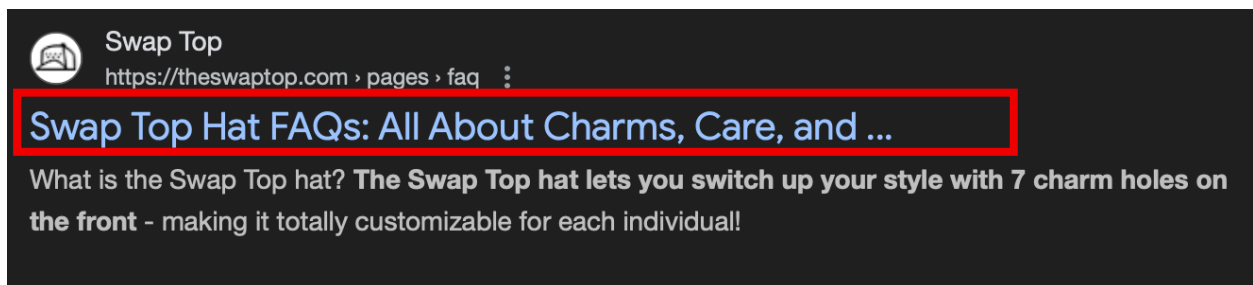 Swap Top
https://theswaptop.com › pages › faq
Swap Top Hat FAQs: All About Charms, Care, and ...
What is the Swap Top hat? The Swap Top hat lets you switch up your style with 7 charm holes on
the front - making it totally customizable for each individual!